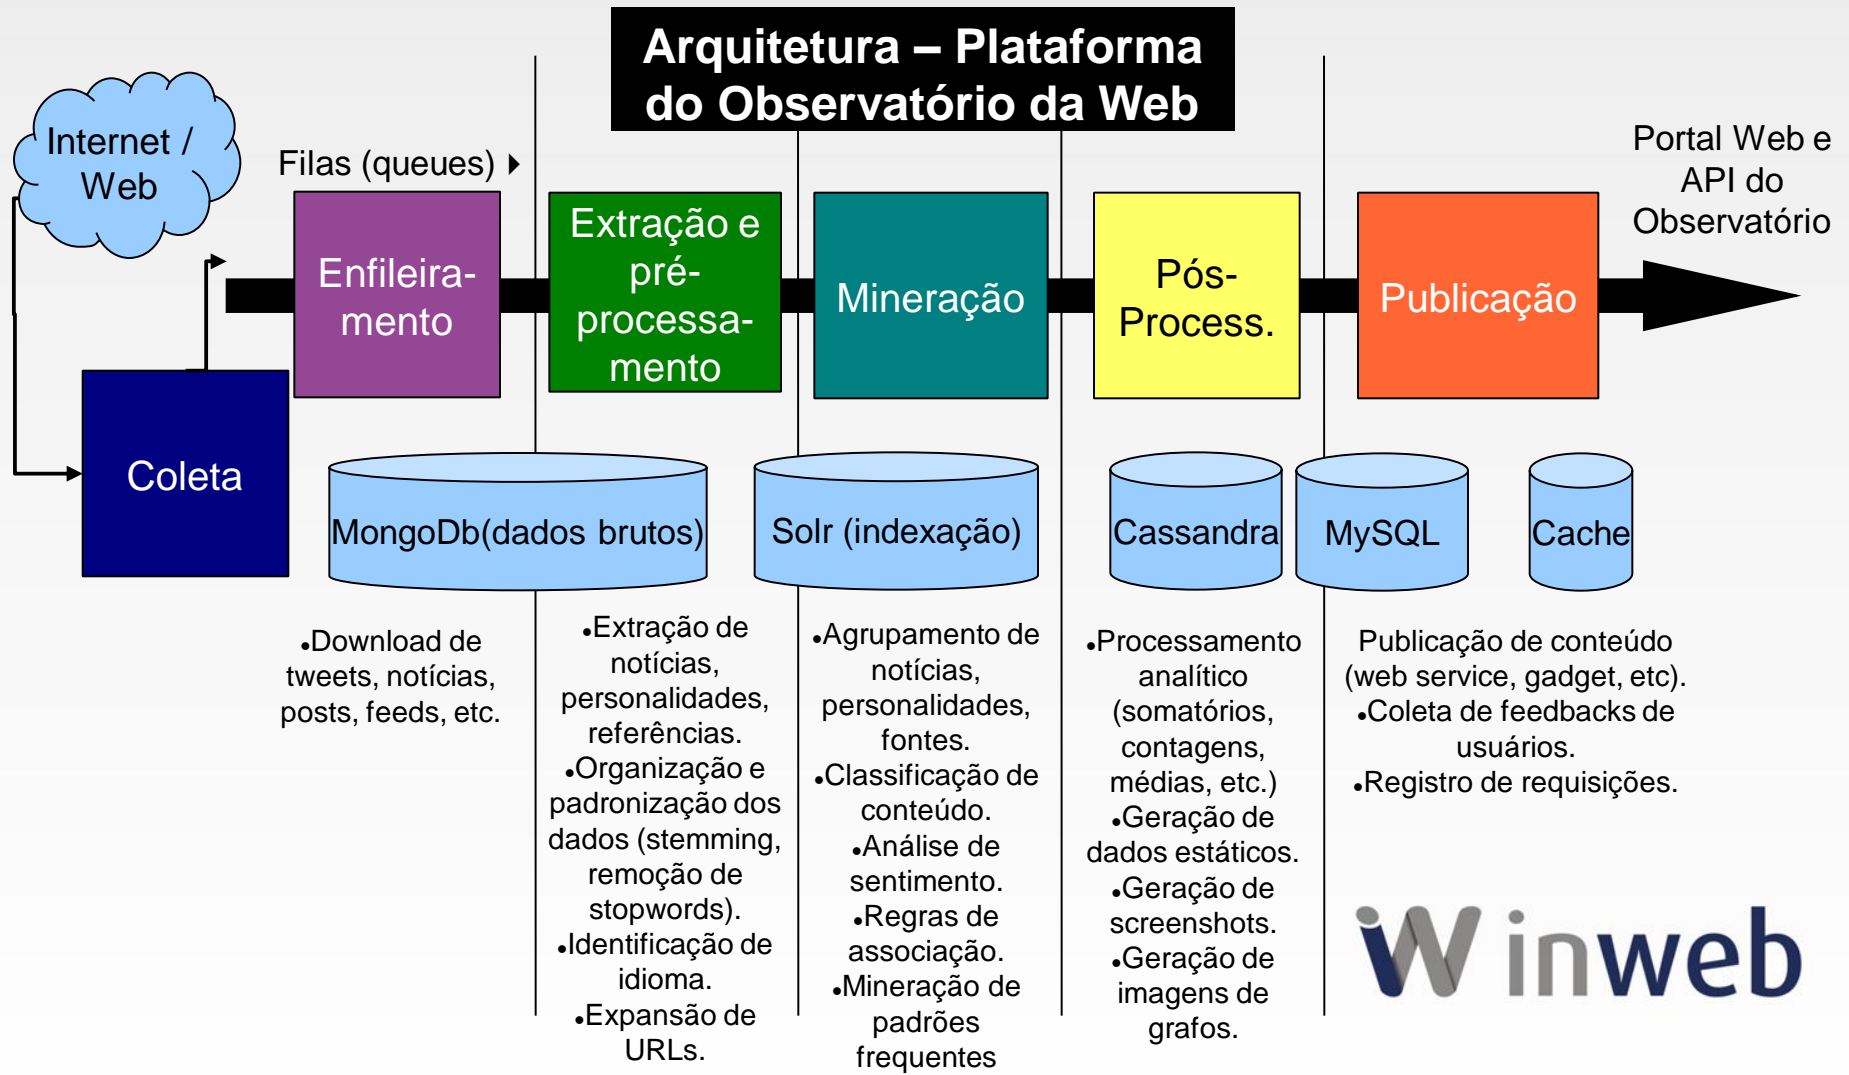 Arquitetura – Plataforma
do Observatório da Web
Internet /
Web
Filas (queues)
Portal Web e
API do
Observatório
Enfileira-
mento
Extração e
pré-
processa-
mento
Mineração
Pós-
Process.
Publicação
Coleta
MongoDb(dados brutos)
Solr (indexação)
Cassandra
MySQL
Cache
•Download de
tweets, notícias,
posts, feeds, etc.
•Extração de
notícias,
personalidades,
referências.
•Organização e
padronização dos
dados (stemming,
remoção de
stopwords).
•Identificação de
idioma.
•Expansão de
URLs.
•Agrupamento de
notícias,
personalidades,
fontes.
•Classificação de
conteúdo.
•Análise de
sentimento.
•Regras de
associação.
•Mineração de
padrões
frequentes
•Processamento
analítico
(somatórios,
contagens,
médias, etc.)
•Geração de
dados estáticos.
•Geração de
screenshots.
•Geração de
imagens de
grafos.
Publicação de conteúdo
(web service, gadget, etc).
•Coleta de feedbacks de
usuários.
•Registro de requisições.
inweb